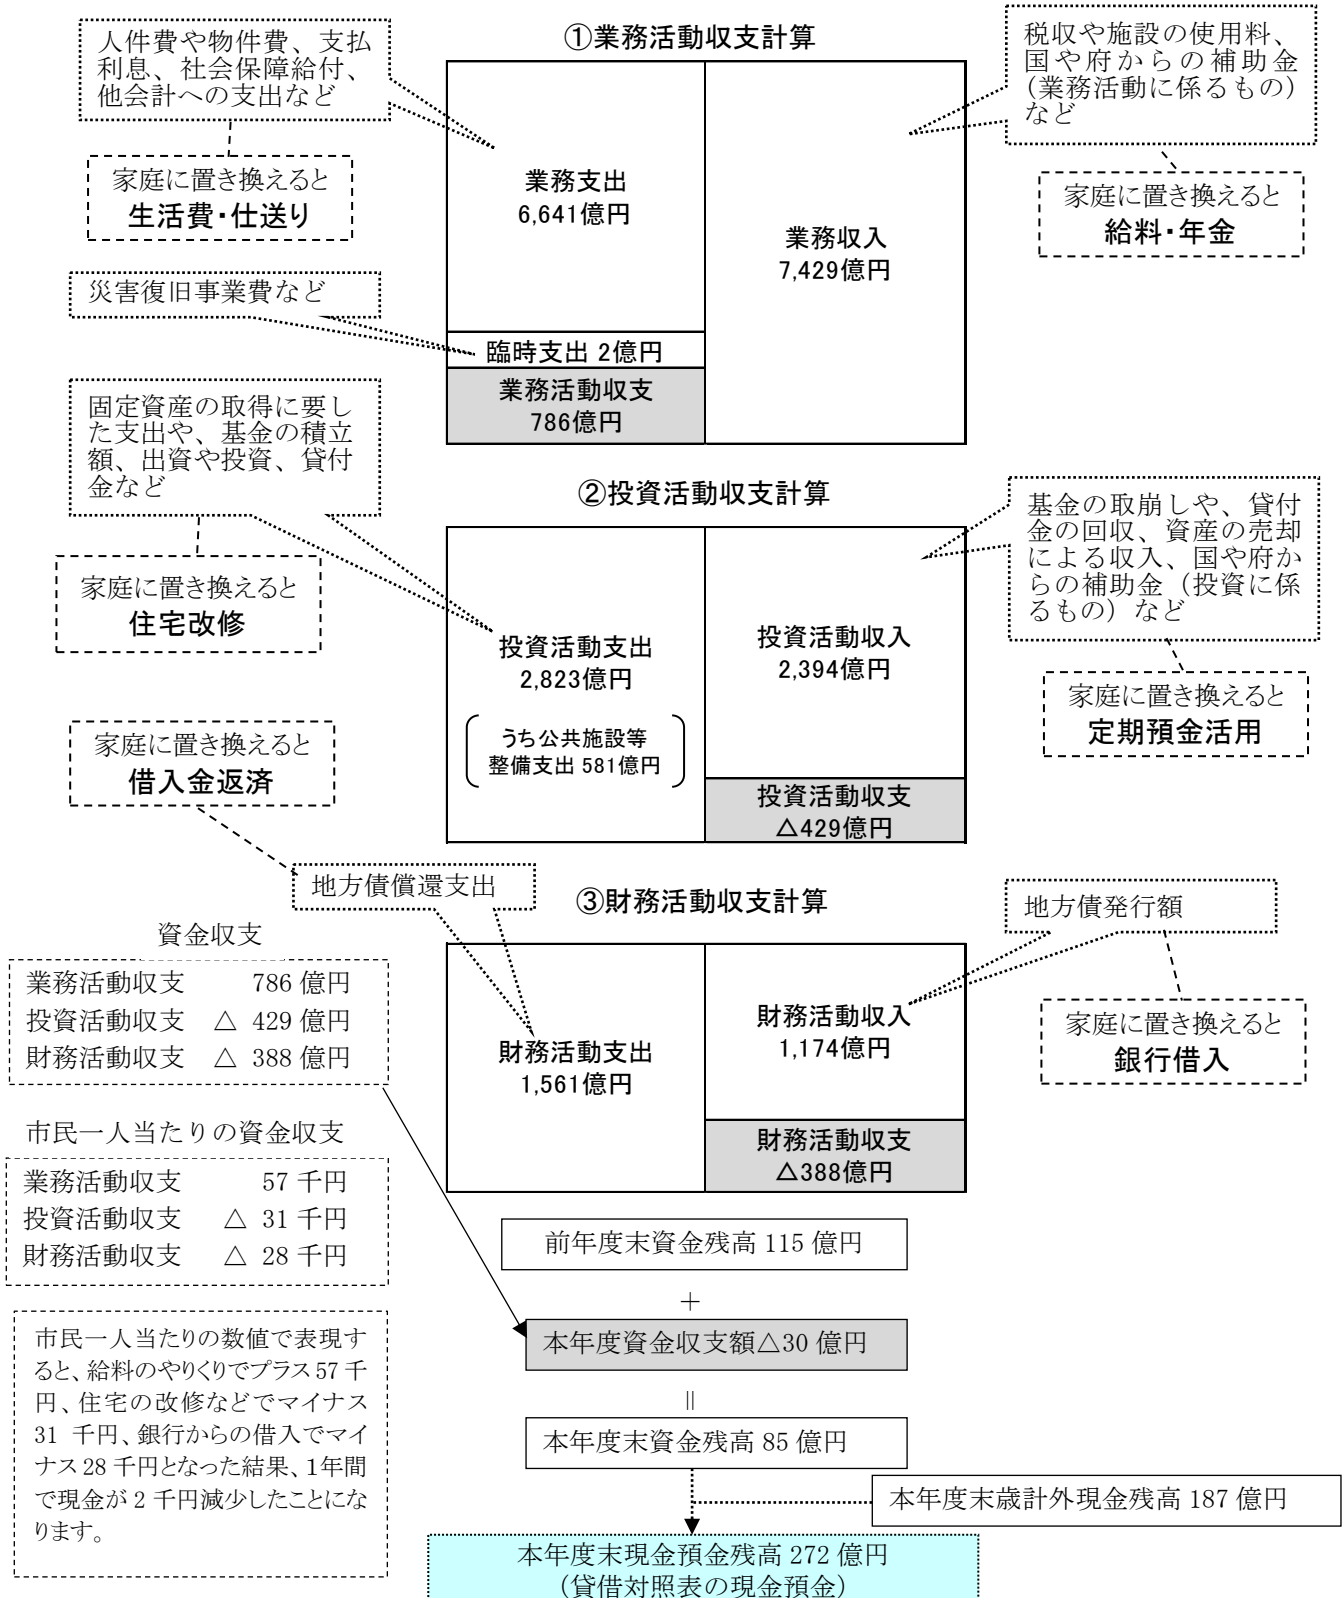 ①業務活動収支計算
人件費や物件費、支払
利息、社会保障給付、
他会計への支出など
家庭に置き換えると
生活費・仕送り
税収や施設の使用料、
国や府からの補助金
（業務活動に係るもの）
など
家庭に置き換えると
給料・年金
業務支出
6,641億円
業務収入
7,429億円
災害復旧事業費など
臨時支出 2億円
業務活動収支
786億円
②投資活動収支計算
固定資産の取得に要し
た支出や、基金の積立
額、出資や投資、貸付
金など
家庭に置き換えると
住宅改修
基金の取崩しや、貸付
金の回収、資産の売却
による収入、国や府か
らの補助金（投資に係
るもの）など
家庭に置き換えると
定期預金活用
投資活動支出
2,823億円
うち公共施設等
整備支出 581億円
投資活動収入
2,394億円
投資活動収支
△429億円
家庭に置き換えると
借入金返済
地方債償還支出
③財務活動収支計算
地方債発行額
家庭に置き換えると
銀行借入
財務活動支出
1,561億円
財務活動収入
1,174億円
財務活動収支
△388億円
資金収支
業務活動収支 786 億円
投資活動収支 △ 429 億円
財務活動収支 △ 388 億円
市民一人当たりの資金収支
業務活動収支 57 千円
投資活動収支 △ 31 千円
財務活動収支 △ 28 千円
市民一人当たりの数値で表現す
ると、給料のやりくりでプラス 57 千
円、住宅の改修などでマイナス
31 千円、銀行からの借入でマイ
ナス 28 千円となった結果、1年間
で現金が 2 千円減少したことにな
ります。
前年度末資金残高 115 億円
＋
本年度資金収支額△30 億円
＝
本年度末資金残高 85 億円
本年度末歳計外現金残高 187 億円
本年度末現金預金残高 272 億円
（貸借対照表の現金預金）